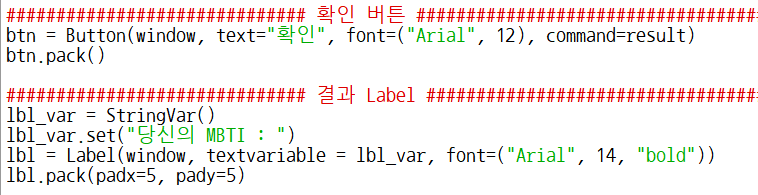 ############################## 확인 버튼 ##################################
btn = Button(window, text="확인", font=("Arial", 12), command=result)
btn.pack()
############################## 결과 Label #################################
lbl_var = StringVar()
lbl_var.set("당신의 MBTI : ")
lbl = Label(window, textvariable = lbl_var, font=("Arial", 14, "bold"))
lbl.pack(padx=5, pady=5)